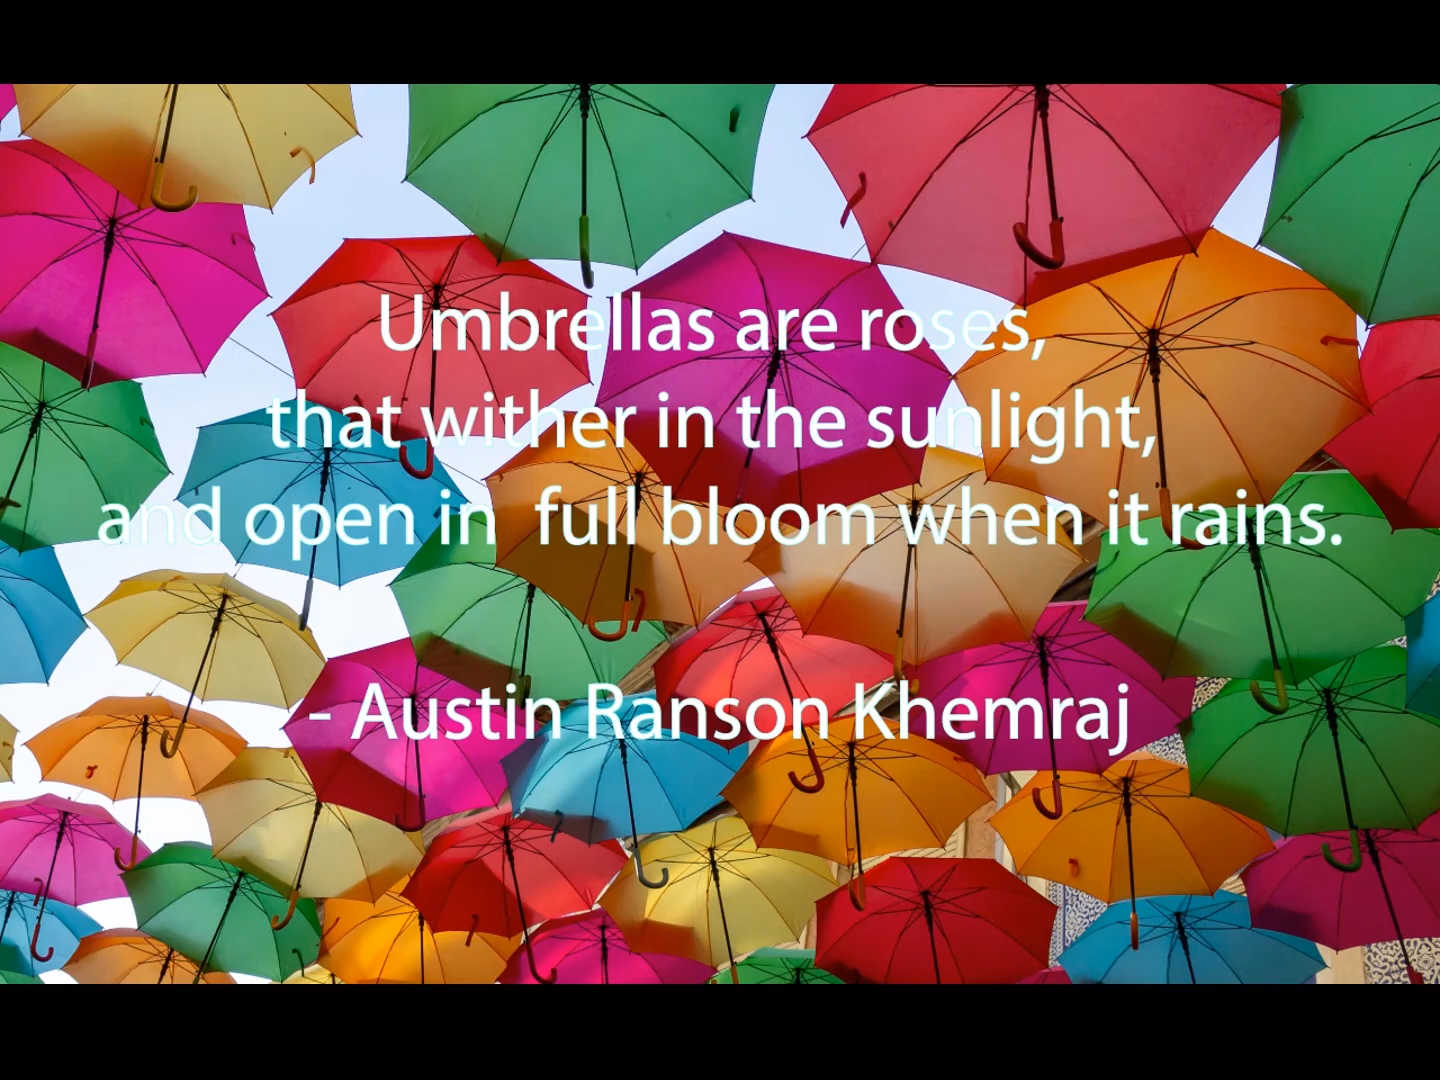 Umbrellas are roses,
that wither in the sunlight,
and open in  full bloom when it rains.
- Austin Ranson Khemraj